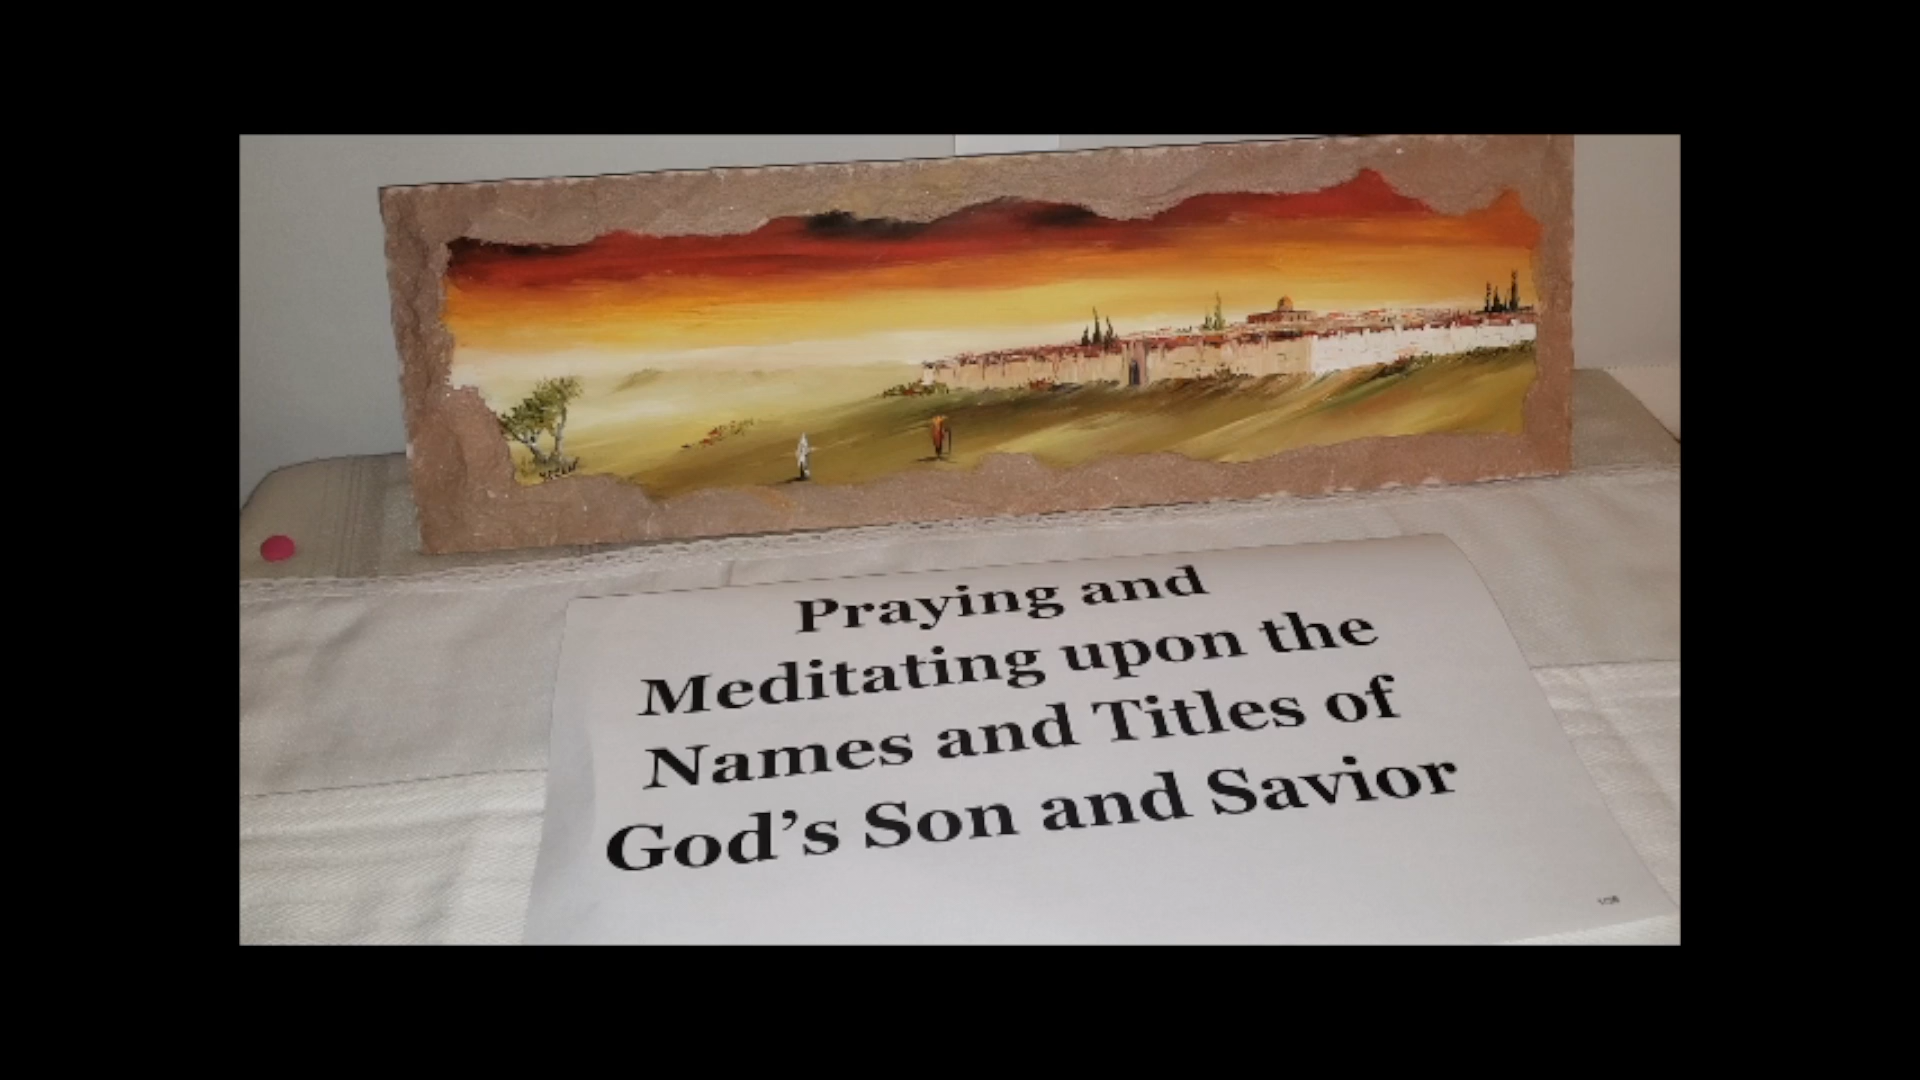 Praying and
Meditating upon the
Names and Titles of
God’s Son and Savior